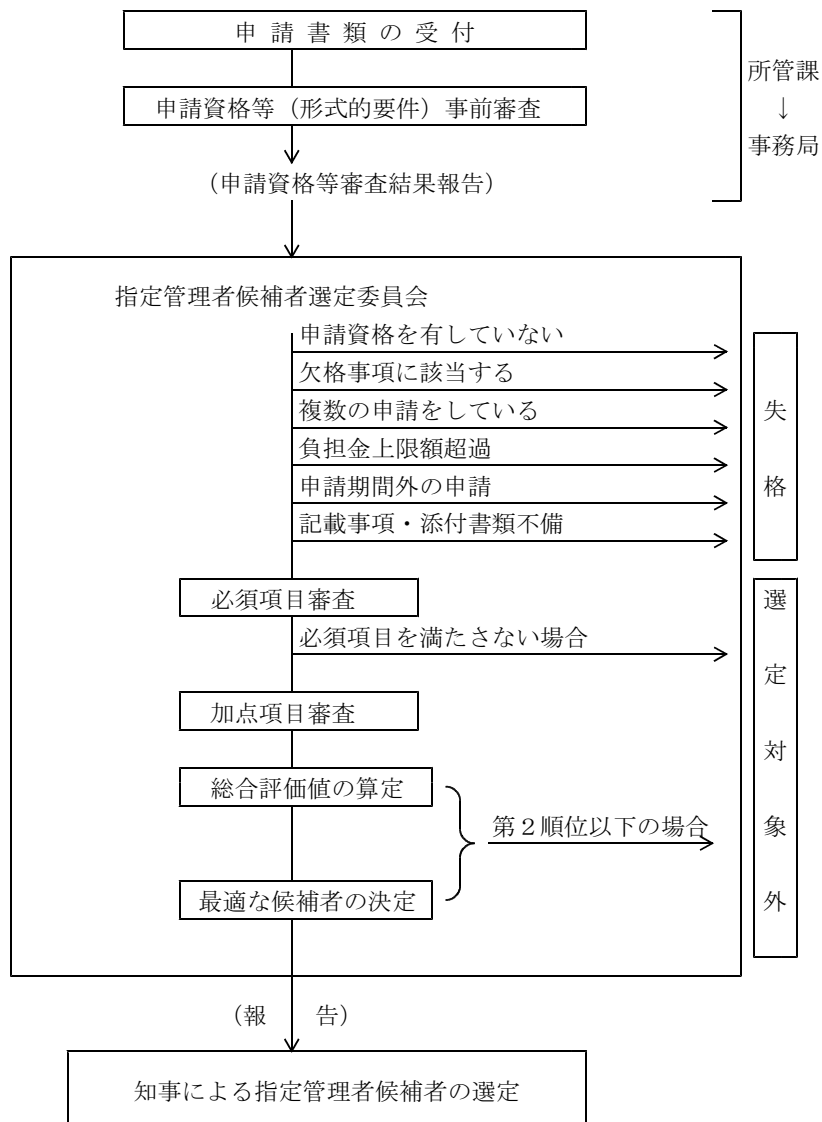 申請書類の受付
所管課
↓
事務局
申請資格等（形式的要件）事前審査
（申請資格等審査結果報告）
指定管理者候補者選定委員会
申請資格を有していない
欠格事項に該当する
複数の申請をしている
負担金上限額超過
申請期間外の申請
記載事項・添付書類不備
失格
必須項目審査
必須項目を満たさない場合
加点項目審査
総合評価値の算定
第２順位以下の場合
最適な候補者の決定
選定対象外
（報　告）
知事による指定管理者候補者の選定